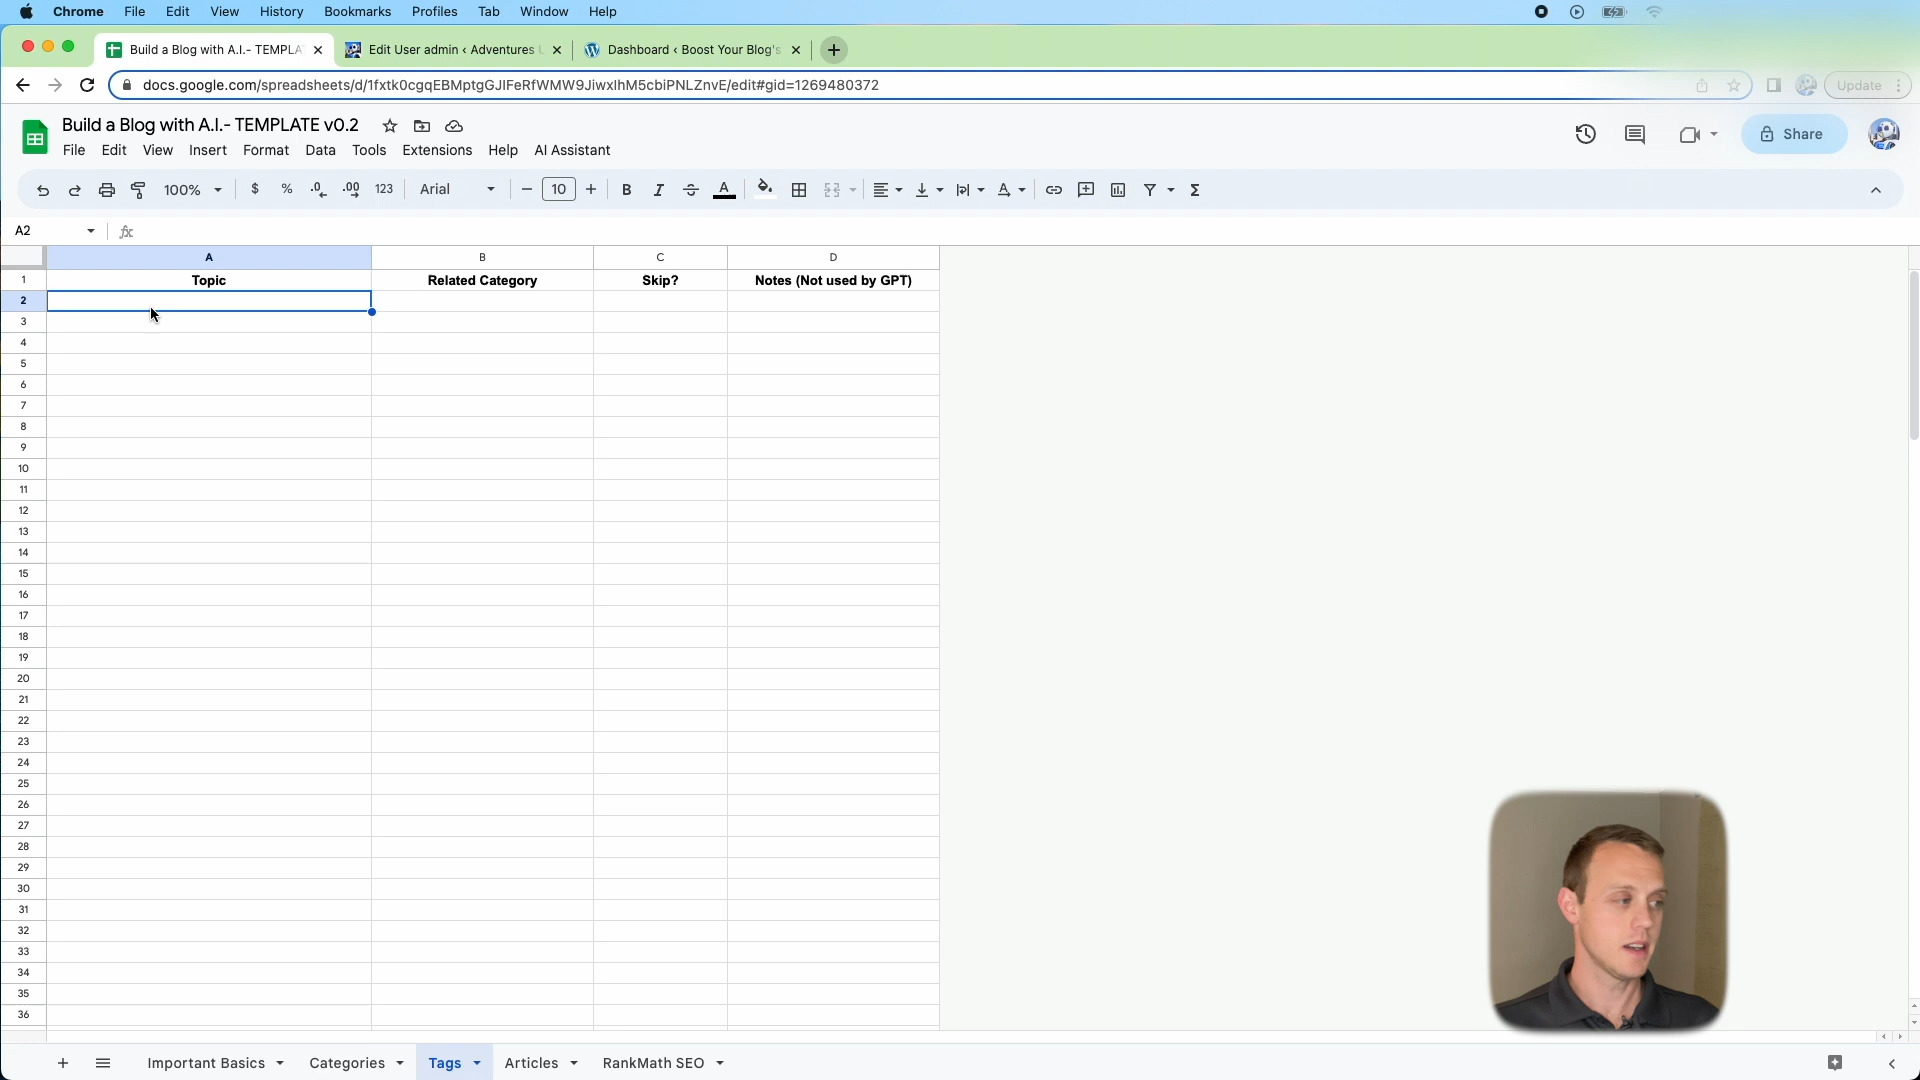 Chrome File Edit View History Bookmarks Profiles Tab Window Help
Build a Blog with A.I.- TEMPLA
Edit User admin ‹ Adventures
Dashboard ‹ Boost Your Blog's
docs.google.com/spreadsheets/d/1fxtk0cgqEBMptgGJIFeRfWMW9JiwxIhM5cbiPNLZnvE/edit#gid=1269480372
Update
Build a Blog with A.I.- TEMPLATE v0.2
File Edit View Insert Format Data Tools Extensions Help AI Assistant
Share
100% $ % .0 .00 123 Arial 10 B I S A Σ
A2 fx
A B C D
1 Topic Related Category Skip? Notes (Not used by GPT)
2
3
4
5
6
7
8
9
10
11
12
13
14
15
16
17
18
19
20
21
22
23
24
25
26
27
28
29
30
31
32
33
34
35
36
Important Basics Categories Tags Articles RankMath SEO